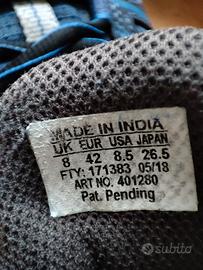 MADE IN INDIA
UK EUR USA JAPAN
8 42 8.5 26.5
FTY: 171383 05/18
ART NO. 401280
Pat. Pending
subito